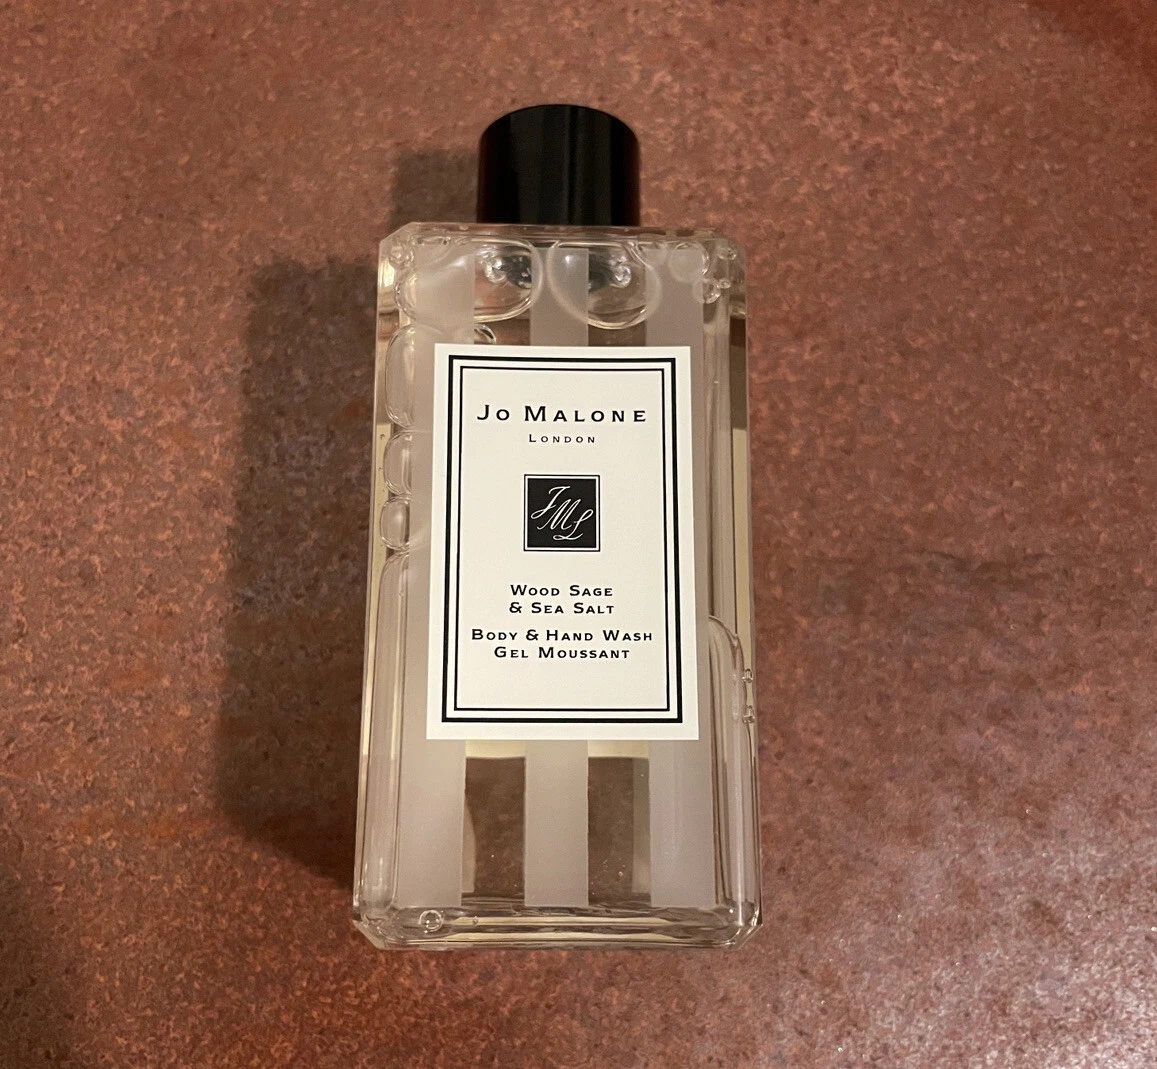 Jo Malone
London
JML
Wood Sage
& Sea Salt
Body & Hand Wash
Gel Moussant